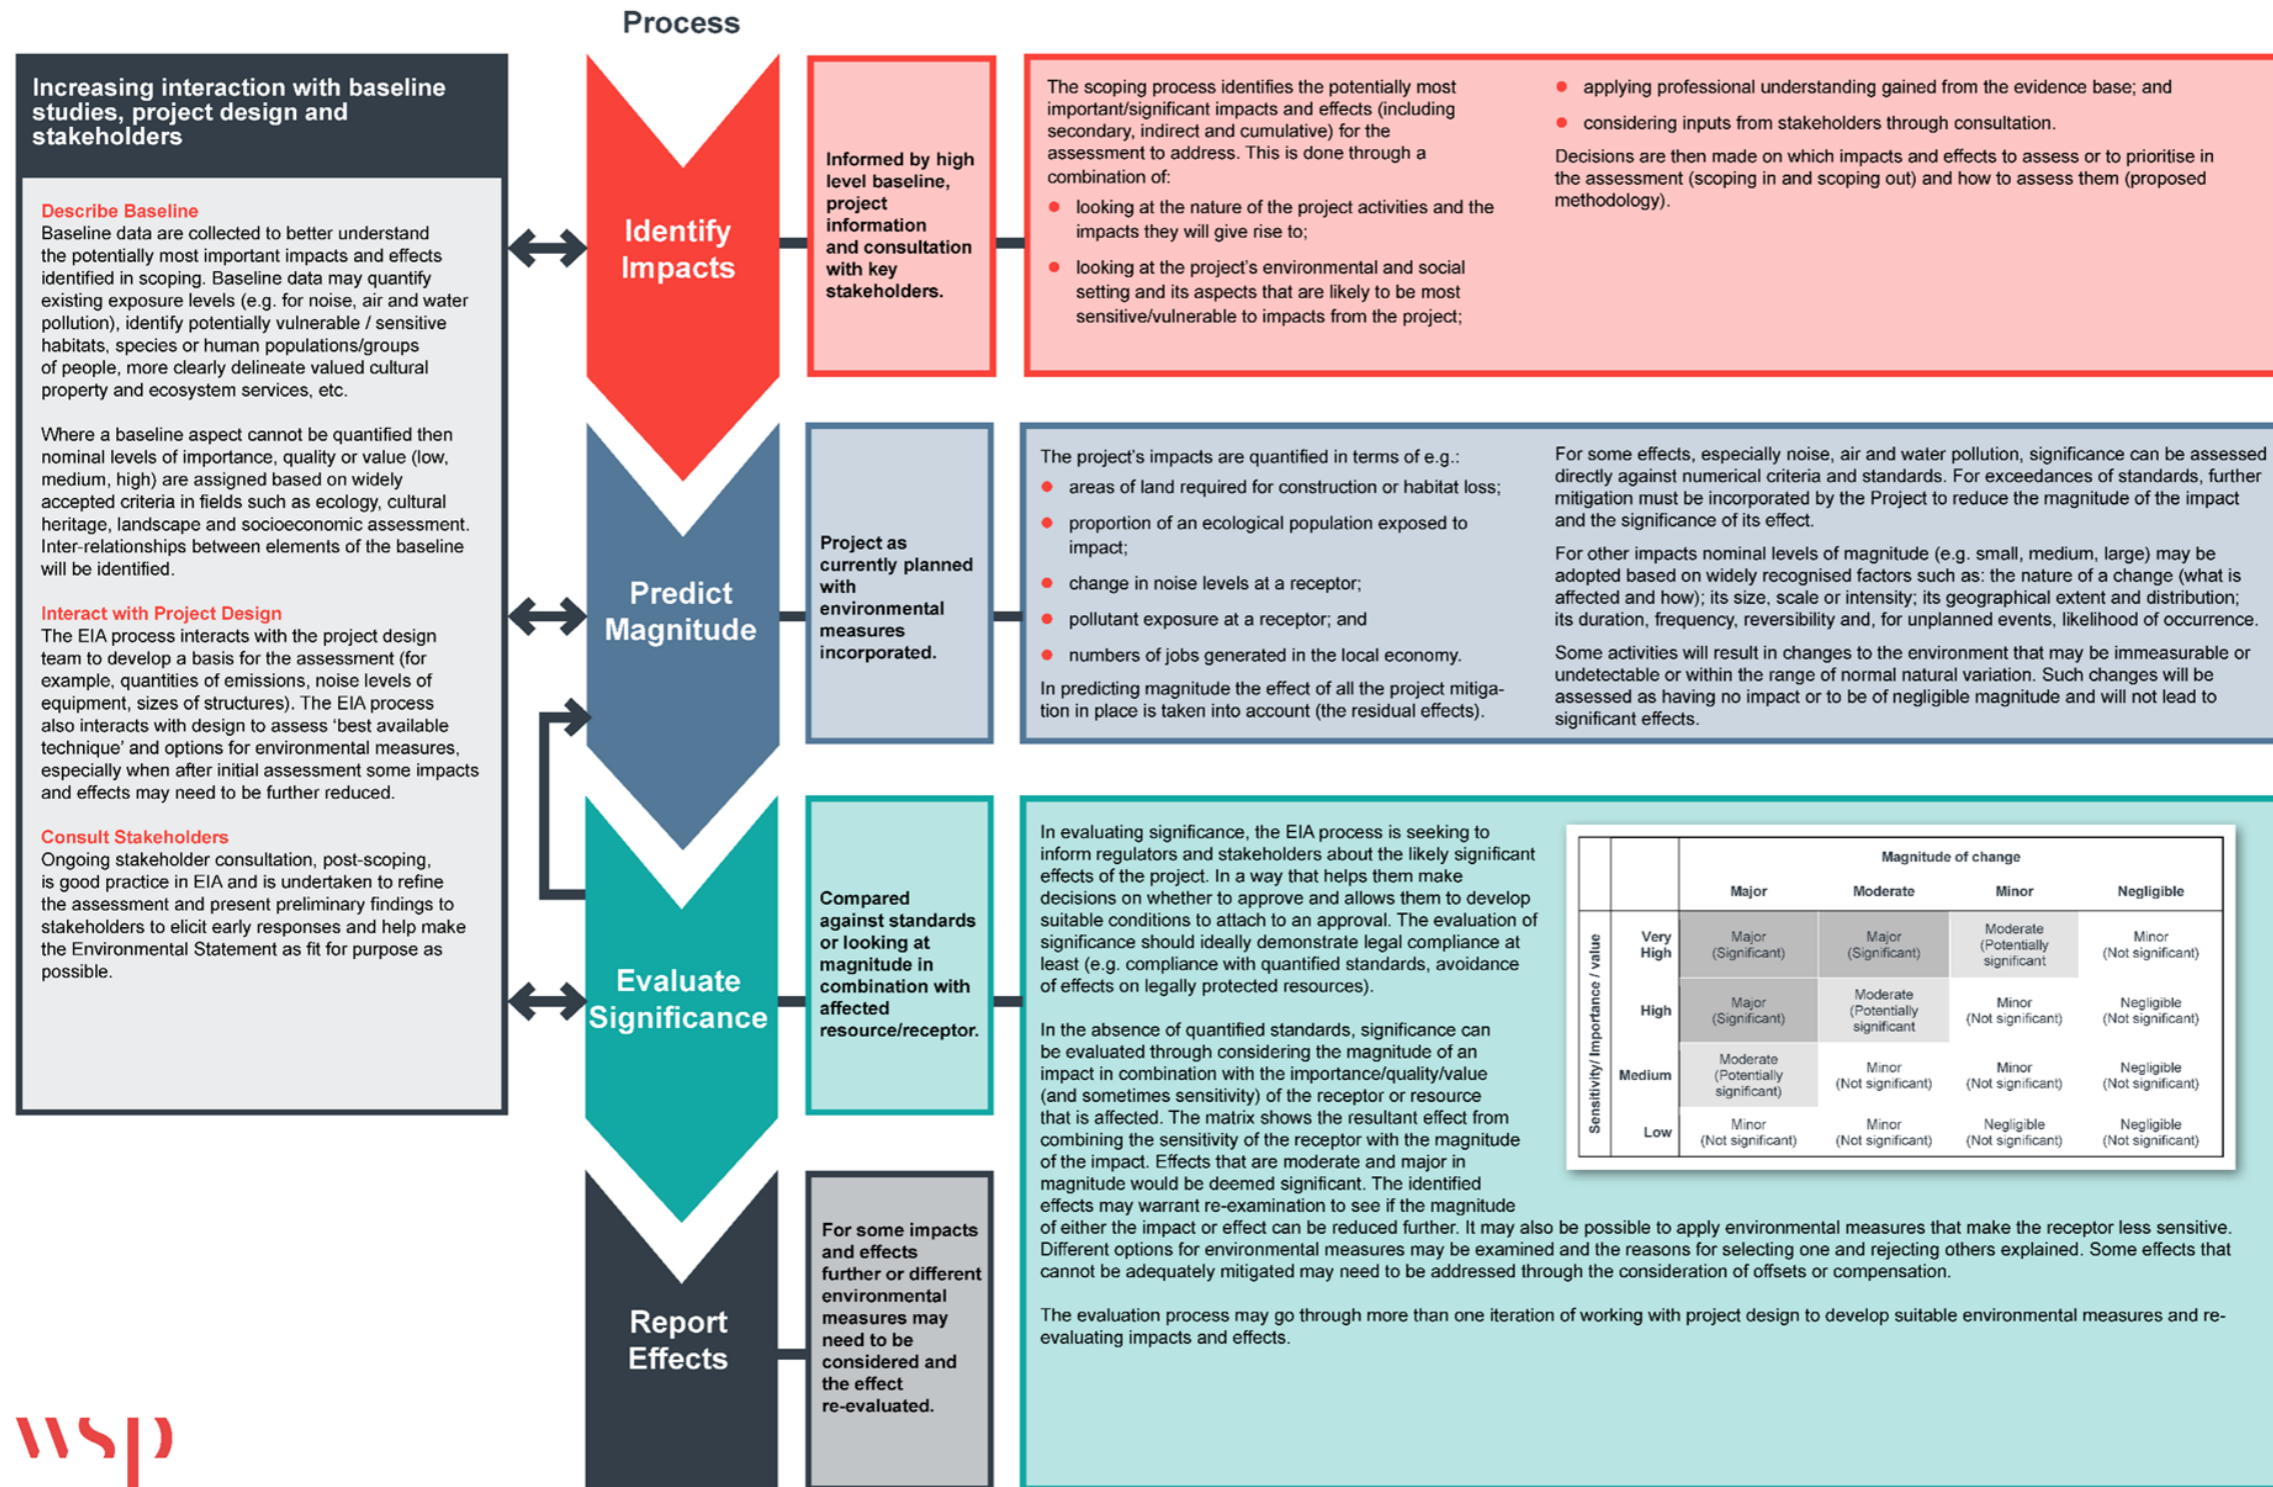 Process
Increasing interaction with baseline
studies, project design and
stakeholders
Describe Baseline
Baseline data are collected to better understand
the potentially most important impacts and effects
identified in scoping. Baseline data may quantify
existing exposure levels (e.g. for noise, air and water
pollution), identify potentially vulnerable / sensitive
habitats, species or human populations/groups
of people, more clearly delineate valued cultural
property and ecosystem services, etc.
Where a baseline aspect cannot be quantified then
nominal levels of importance, quality or value (low,
medium, high) are assigned based on widely
accepted criteria in fields such as ecology, cultural
heritage, landscape and socioeconomic assessment.
Inter-relationships between elements of the baseline
will be identified.
Interact with Project Design
The EIA process interacts with the project design
team to develop a basis for the assessment (for
example, quantities of emissions, noise levels of
equipment, sizes of structures). The EIA process
also interacts with design to assess ‘best available
technique’ and options for environmental measures,
especially when after initial assessment some impacts
and effects may need to be further reduced.
Consult Stakeholders
Ongoing stakeholder consultation, post-scoping,
is good practice in EIA and is undertaken to refine
the assessment and present preliminary findings to
stakeholders to elicit early responses and help make
the Environmental Statement as fit for purpose as
possible.
Identify
Impacts
Informed by high
level baseline,
project
information
and consultation
with key
stakeholders.
The scoping process identifies the potentially most
important/significant impacts and effects (including
secondary, indirect and cumulative) for the
assessment to address. This is done through a
combination of:
● looking at the nature of the project activities and the
impacts they will give rise to;
● looking at the project’s environmental and social
setting and its aspects that are likely to be most
sensitive/vulnerable to impacts from the project;
● applying professional understanding gained from the evidence base; and
● considering inputs from stakeholders through consultation.
Decisions are then made on which impacts and effects to assess or to prioritise in
the assessment (scoping in and scoping out) and how to assess them (proposed
methodology).
Predict
Magnitude
Project as
currently planned
with
environmental
measures
incorporated.
The project’s impacts are quantified in terms of e.g.:
● areas of land required for construction or habitat loss;
● proportion of an ecological population exposed to
impact;
● change in noise levels at a receptor;
● pollutant exposure at a receptor; and
● numbers of jobs generated in the local economy.
In predicting magnitude the effect of all the project mitiga-
tion in place is taken into account (the residual effects).
For some effects, especially noise, air and water pollution, significance can be assessed
directly against numerical criteria and standards. For exceedances of standards, further
mitigation must be incorporated by the Project to reduce the magnitude of the impact
and the significance of its effect.
For other impacts nominal levels of magnitude (e.g. small, medium, large) may be
adopted based on widely recognised factors such as: the nature of a change (what is
affected and how); its size, scale or intensity; its geographical extent and distribution;
its duration, frequency, reversibility and, for unplanned events, likelihood of occurrence.
Some activities will result in changes to the environment that may be immeasurable or
undetectable or within the range of normal natural variation. Such changes will be
assessed as having no impact or to be of negligible magnitude and will not lead to
significant effects.
Evaluate
Significance
Compared
against standards
or looking at
magnitude in
combination with
affected
resource/receptor.
In evaluating significance, the EIA process is seeking to
inform regulators and stakeholders about the likely significant
effects of the project. In a way that helps them make
decisions on whether to approve and allows them to develop
suitable conditions to attach to an approval. The evaluation of
significance should ideally demonstrate legal compliance at
least (e.g. compliance with quantified standards, avoidance
of effects on legally protected resources).
In the absence of quantified standards, significance can
be evaluated through considering the magnitude of an
impact in combination with the importance/quality/value
(and sometimes sensitivity) of the receptor or resource
that is affected. The matrix shows the resultant effect from
combining the sensitivity of the receptor with the magnitude
of the impact. Effects that are moderate and major in
magnitude would be deemed significant. The identified
effects may warrant re-examination to see if the magnitude
of either the impact or effect can be reduced further. It may also be possible to apply environmental measures that make the receptor less sensitive.
Different options for environmental measures may be examined and the reasons for selecting one and rejecting others explained. Some effects that
cannot be adequately mitigated may need to be addressed through the consideration of offsets or compensation.
The evaluation process may go through more than one iteration of working with project design to develop suitable environmental measures and re-
evaluating impacts and effects.
Magnitude of change
Major Moderate Minor Negligible
Sensitivity/ Importance / value
Very
High
Major
(Significant)
Major
(Significant)
Moderate
(Potentially
significant
Minor
(Not significant)
High
Major
(Significant)
Moderate
(Potentially
significant
Minor
(Not significant)
Negligible
(Not significant)
Medium
Moderate
(Potentially
significant)
Minor
(Not significant)
Minor
(Not significant)
Negligible
(Not significant)
Low
Minor
(Not significant)
Minor
(Not significant)
Negligible
(Not significant)
Negligible
(Not significant)
Report
Effects
For some impacts
and effects
further or different
environmental
measures may
need to be
considered and
the effect
re-evaluated.
wsp